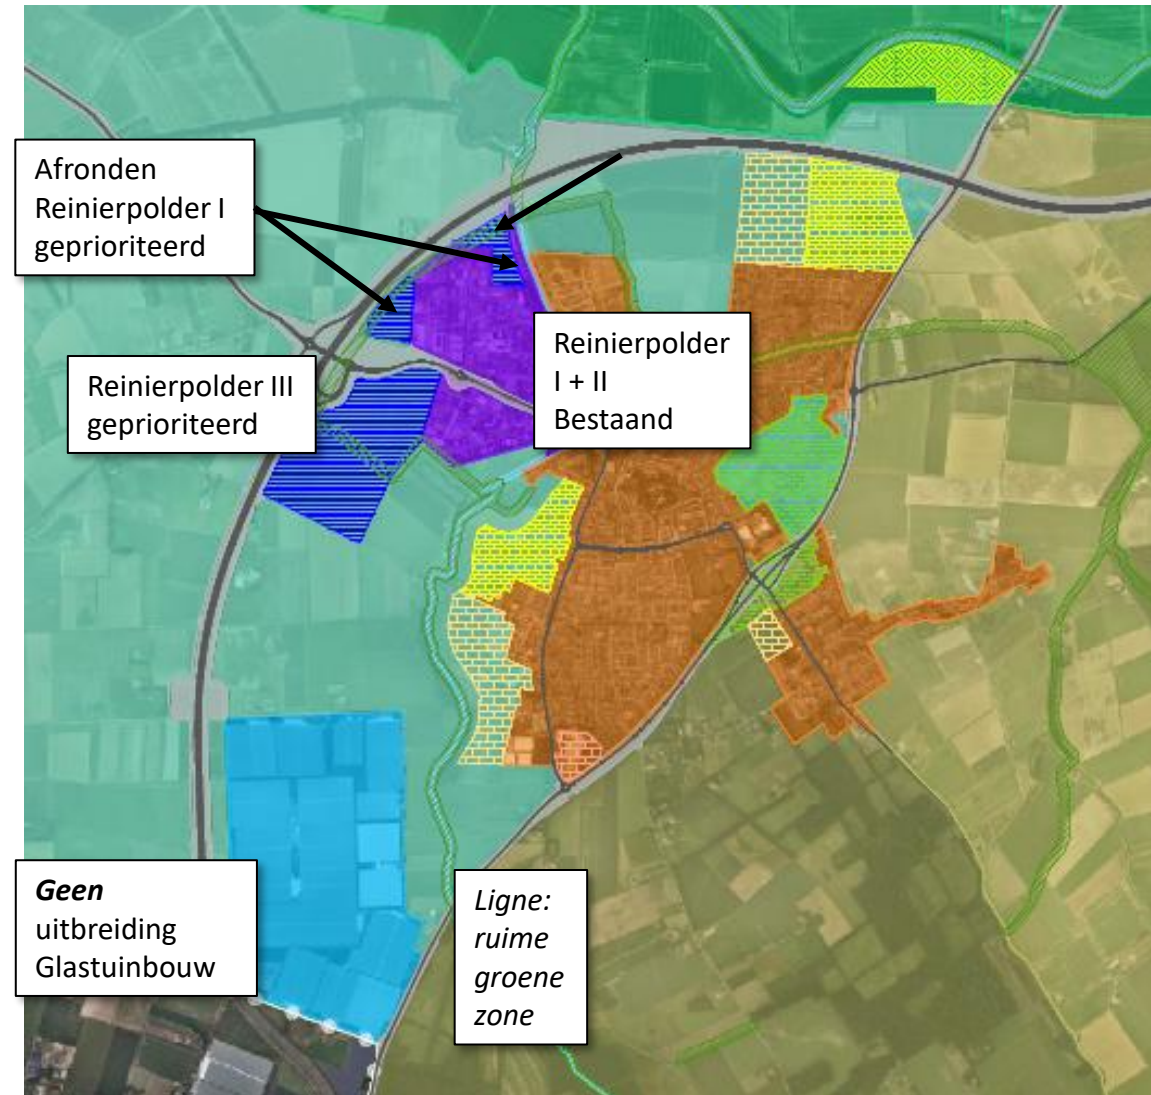 Afronden
Reinierpolder I
geprioriteerd
Reinierpolder III
geprioriteerd
Reinierpolder
I + II
Bestaand
Geen
uitbreiding
Glastuinbouw
Ligne:
ruime
groene
zone